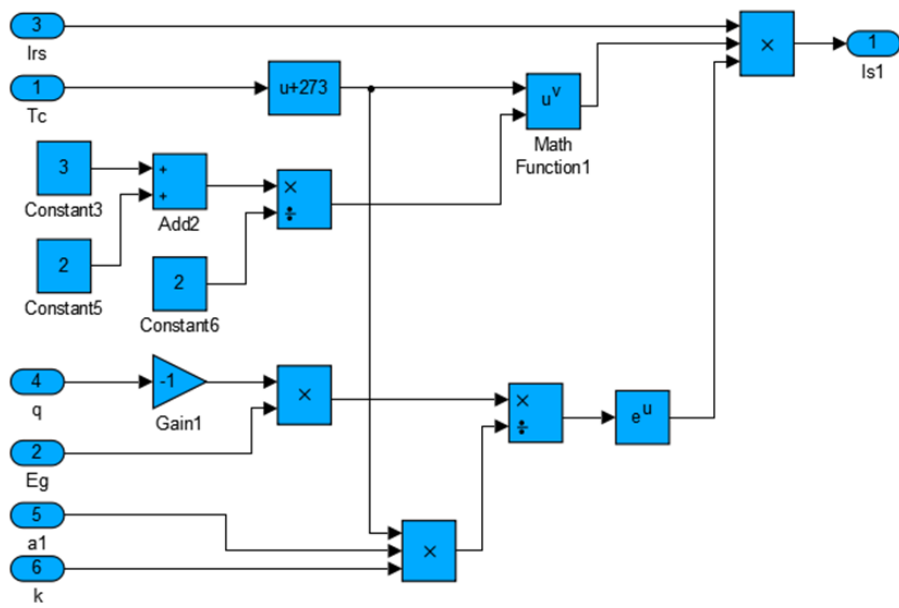 3
Irs
1
Tc
u+273
u^v
Math
Function1
×
1
Is1
3
Constant3
+
+
Add2
×
÷
2
Constant5
2
Constant6
4
q
-1
Gain1
×
2
Eg
×
÷
e^u
5
a1
6
k
×